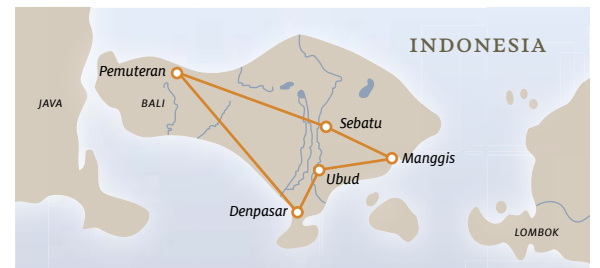 INDONESIA
Pemuteran
JAVA
BALI
Sebatu
Manggis
Ubud
Denpasar
LOMBOK